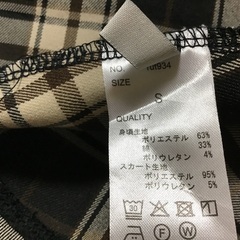 NO
SIZE
S
QUALITY
身頃生地
ポリエステル 63%
綿 33%
ポリウレタン 4%
スカート生地
ポリエステル 95%
ポリウレタン 5%